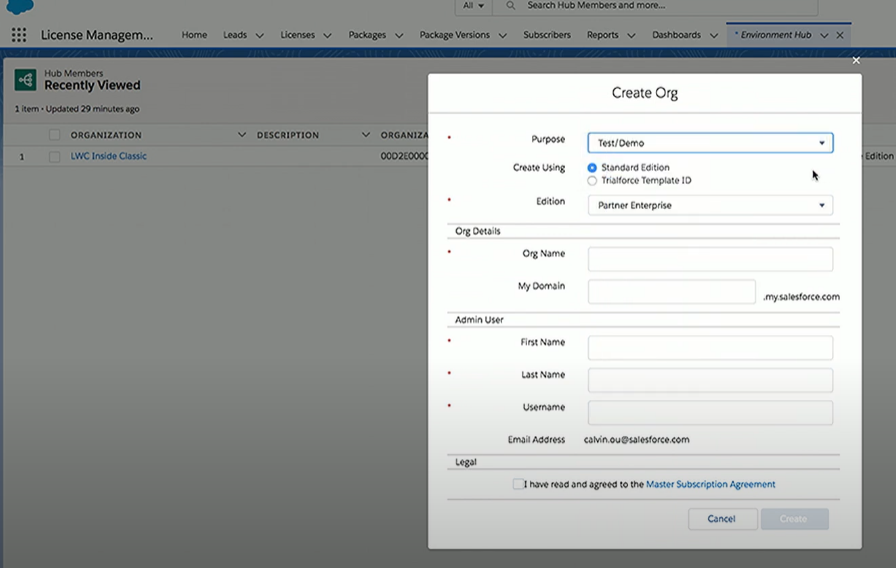 All
Search Hub Members and more...
License Managem... Home Leads Licenses Packages Package Versions Subscribers Reports Dashboards * Environment Hub
Hub Members
Recently Viewed
1 item • Updated 29 minutes ago
ORGANIZATION DESCRIPTION ORGANIZA
1 LWC Inside Classic 00D2E0000 Edition
Create Org
* Purpose Test/Demo
Create Using Standard Edition
Trialforce Template ID
* Edition Partner Enterprise
Org Details
* Org Name
My Domain .my.salesforce.com
Admin User
* First Name
* Last Name
* Username
Email Address calvin.ou@salesforce.com
Legal
I have read and agreed to the Master Subscription Agreement
Cancel Create